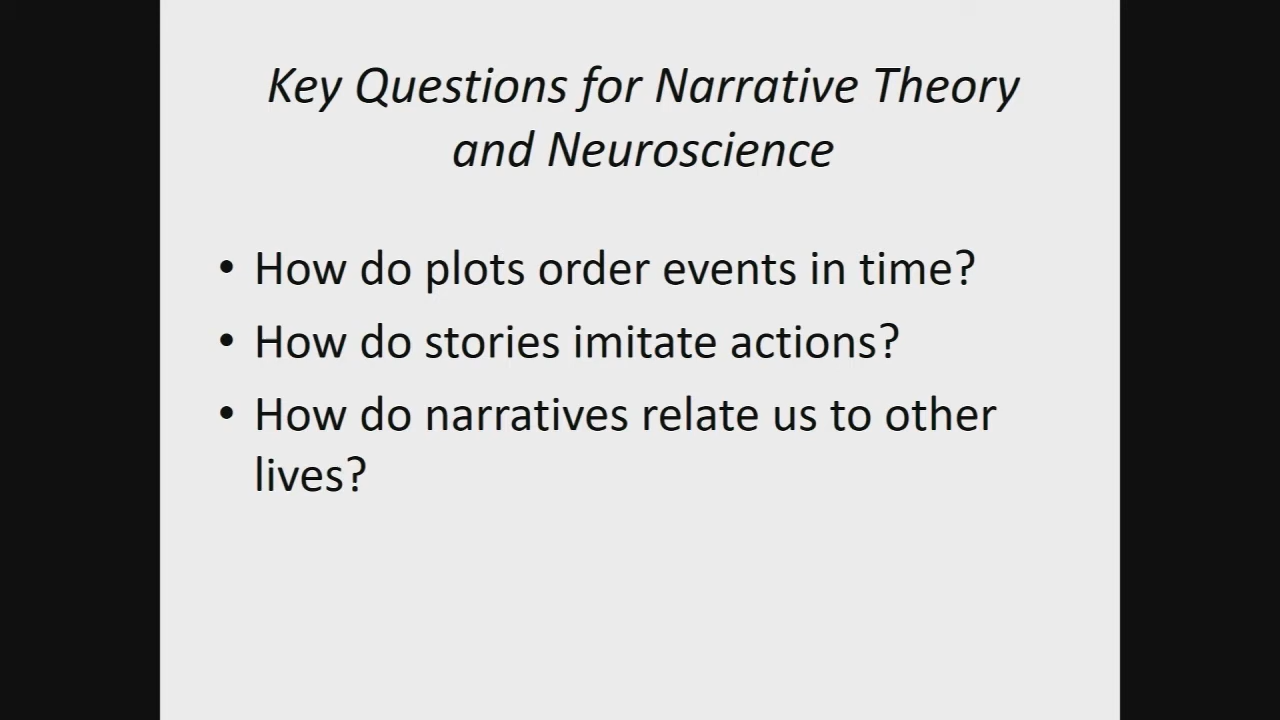 Key Questions for Narrative Theory
and Neuroscience
• How do plots order events in time?
• How do stories imitate actions?
• How do narratives relate us to other
lives?